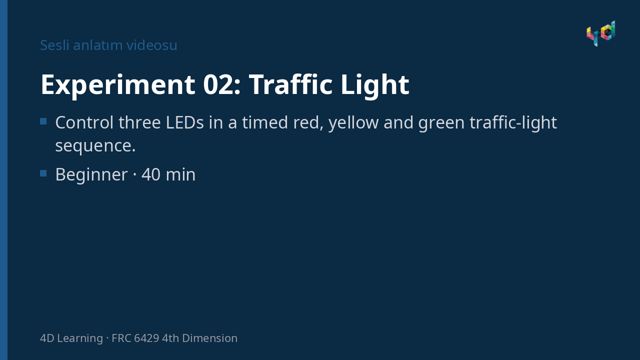 Sesli anlatım videosu
4d
Experiment 02: Traffic Light
Control three LEDs in a timed red, yellow and green traffic-light
sequence.
Beginner · 40 min
4D Learning · FRC 6429 4th Dimension